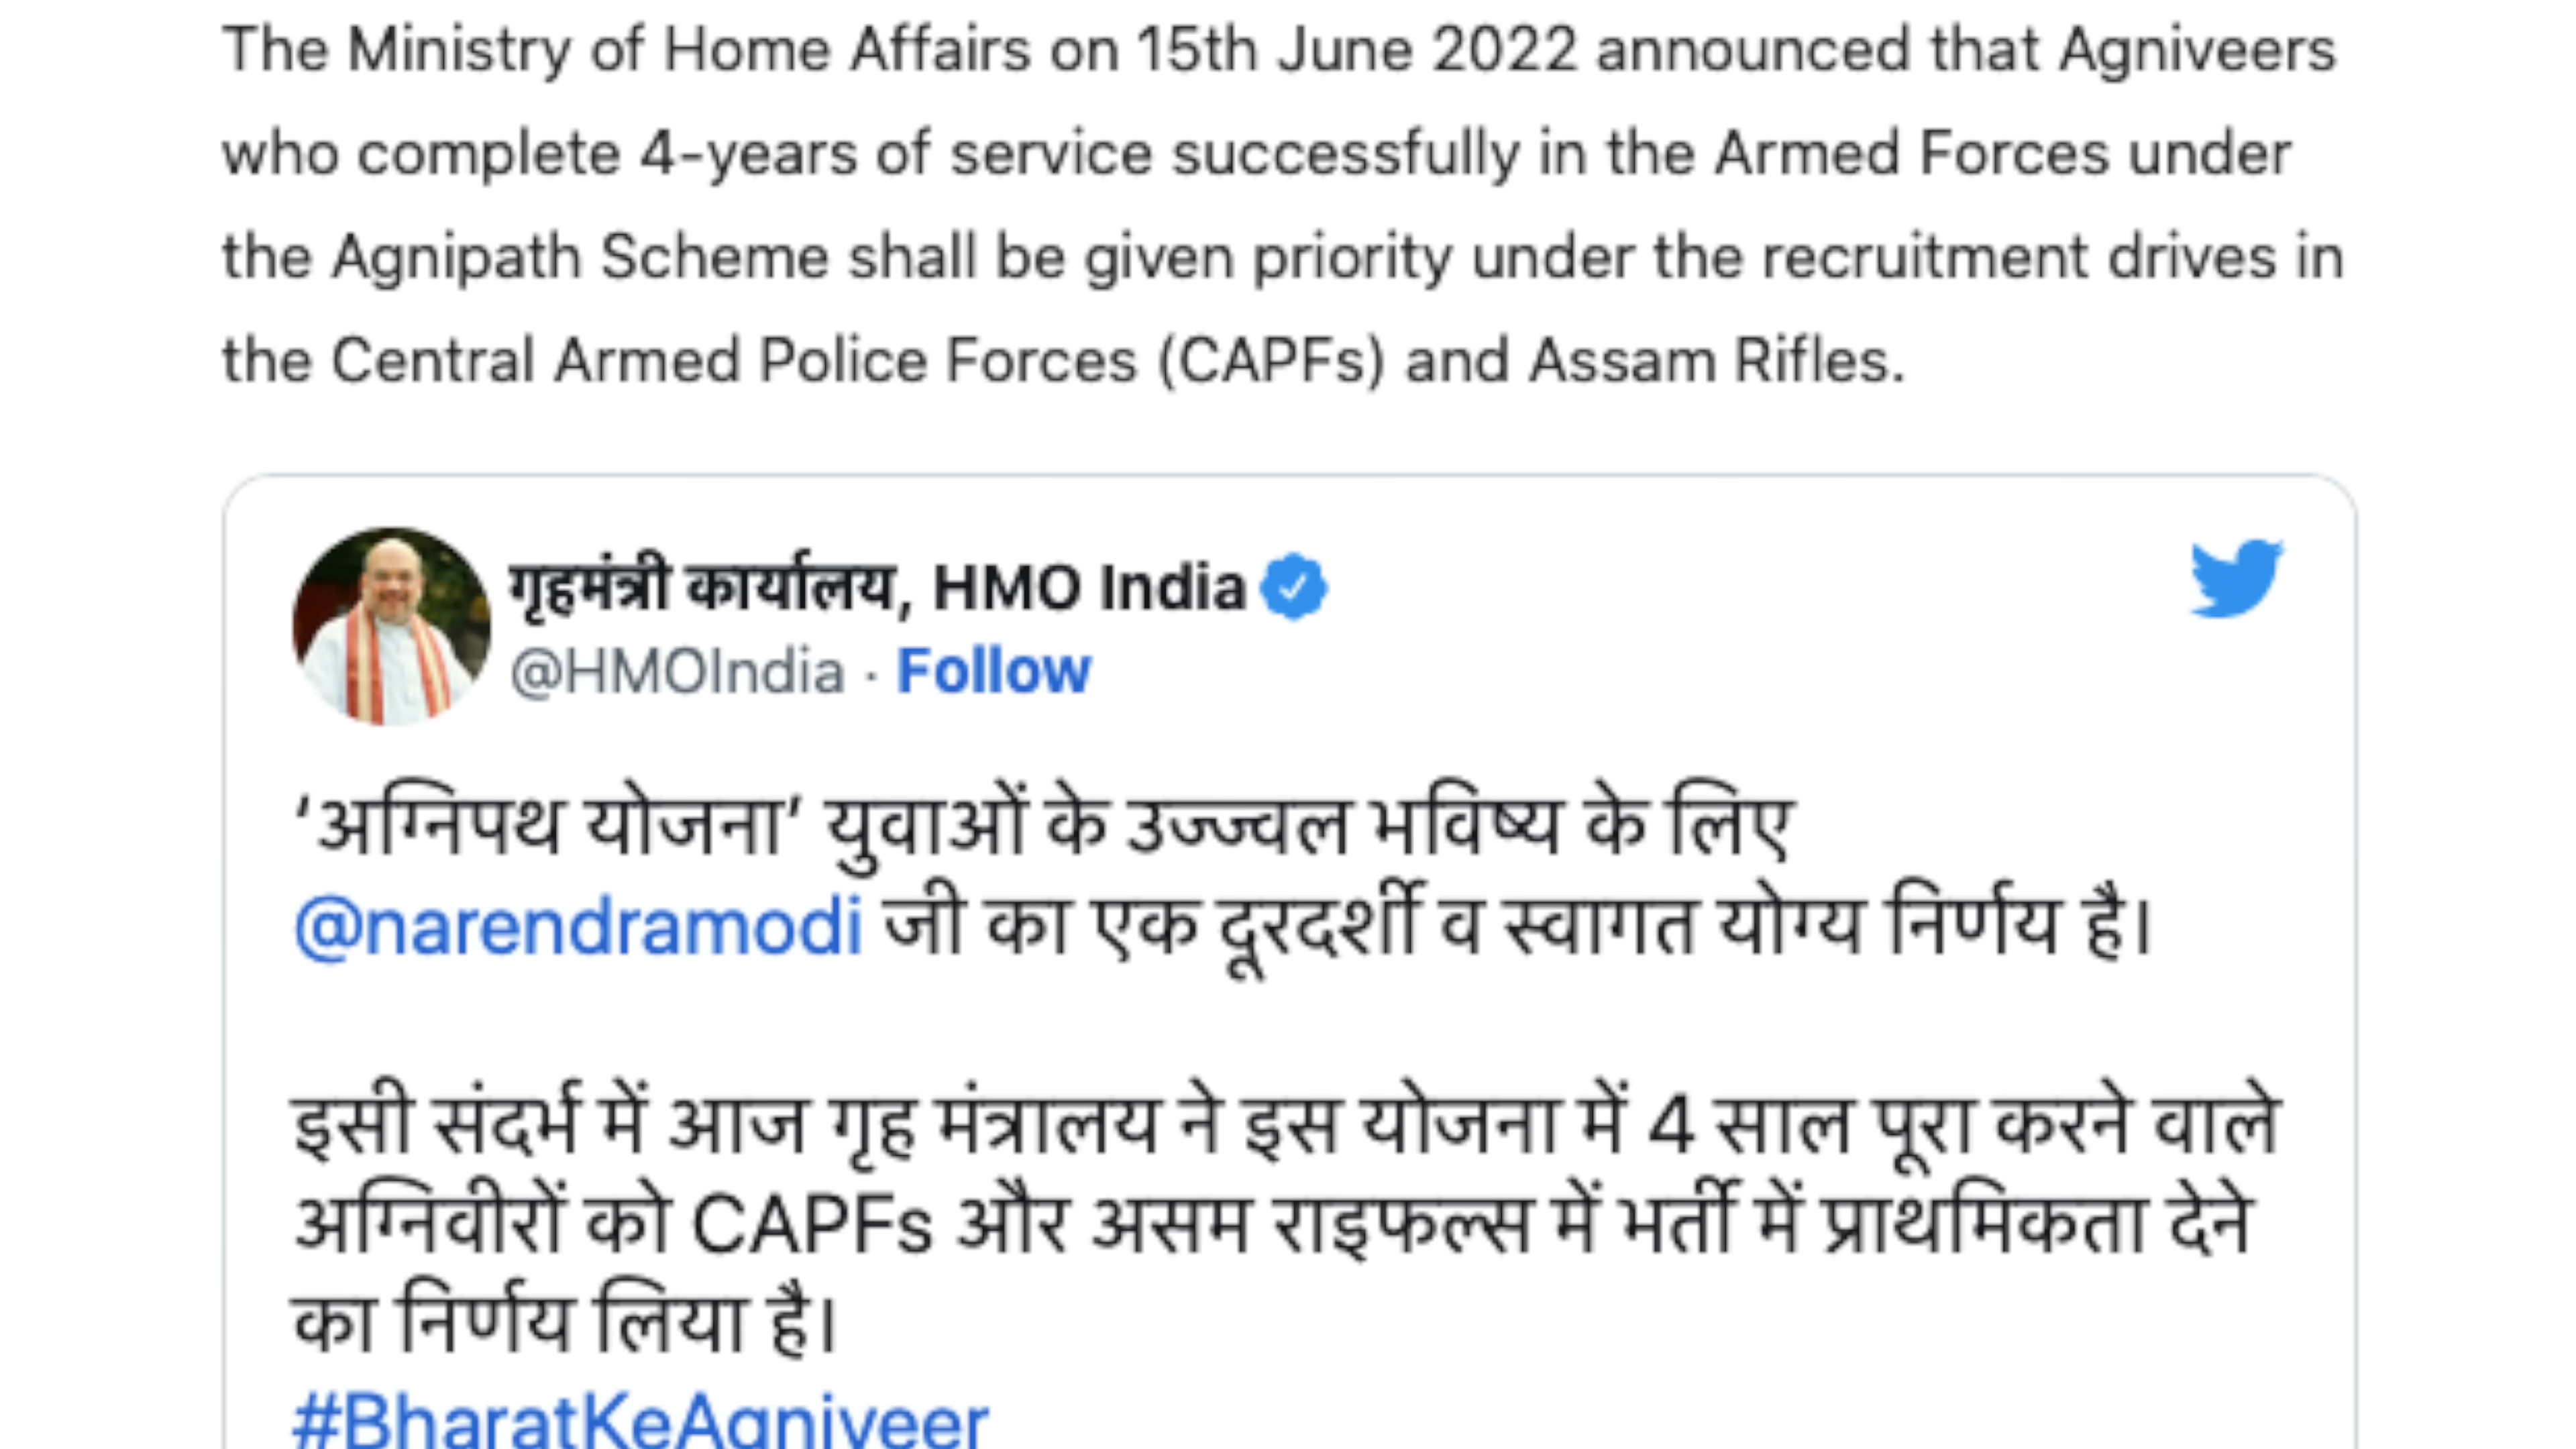 The Ministry of Home Affairs on 15th June 2022 announced that Agniveers
who complete 4-years of service successfully in the Armed Forces under
the Agnipath Scheme shall be given priority under the recruitment drives in
the Central Armed Police Forces (CAPFs) and Assam Rifles.
गृहमंत्री कार्यालय, HMO India
@HMOIndia · Follow
‘अग्निपथ योजना’ युवाओं के उज्ज्वल भविष्य के लिए
@narendramodi जी का एक दूरदर्शी व स्वागत योग्य निर्णय है।
इसी संदर्भ में आज गृह मंत्रालय ने इस योजना में 4 साल पूरा करने वाले
अग्निवीरों को CAPFs और असम राइफल्स में भर्ती में प्राथमिकता देने
का निर्णय लिया है।
#BharatKeAgniveer